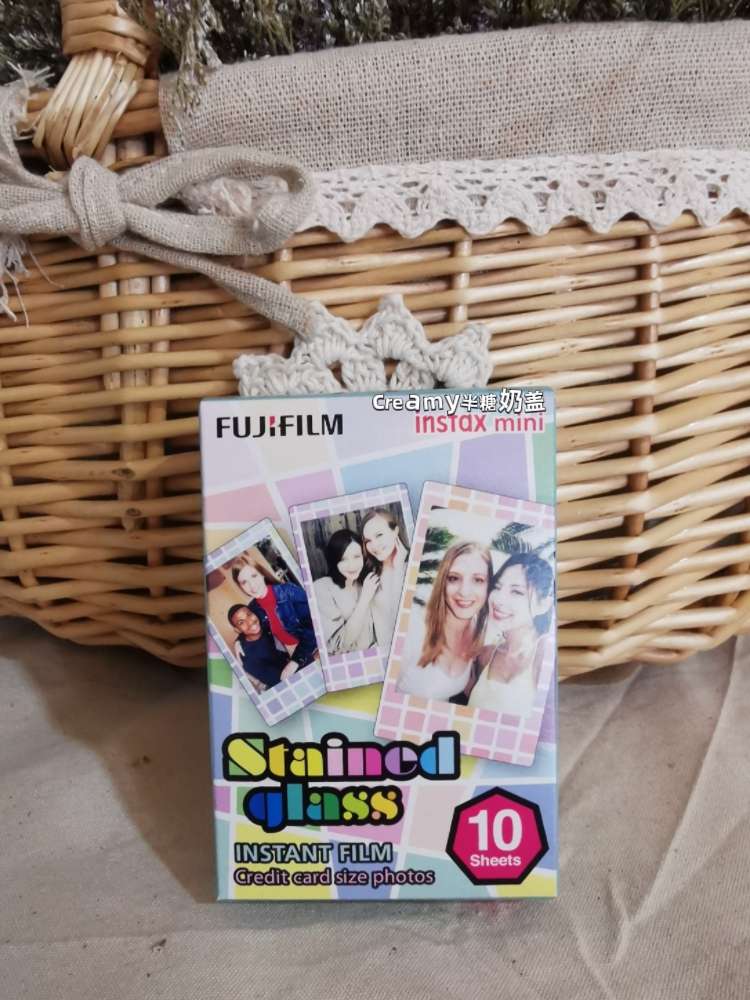 Creamy半糖奶盖
FUJIFILM
instax mini
Stained
glass
INSTANT FILM
Credit card size photos
10
Sheets